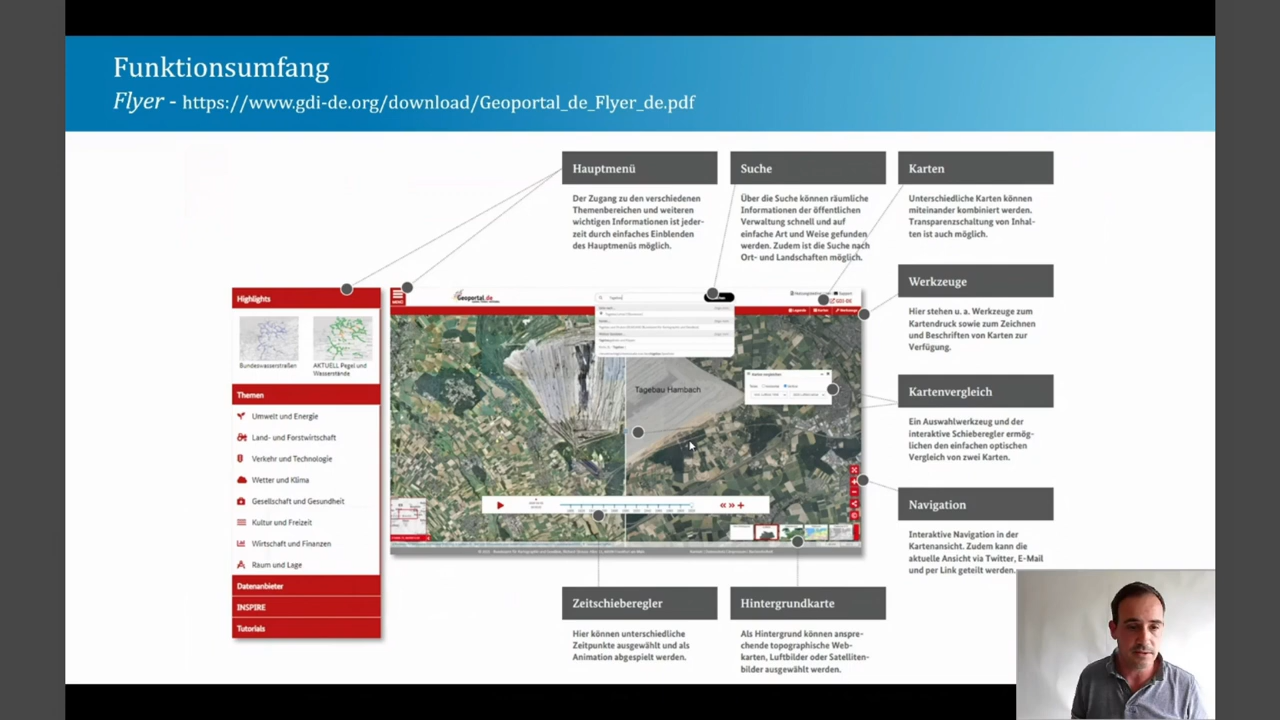 Funktionsumfang
Flyer - https://www.gdi-de.org/download/Geoportal_de_Flyer_de.pdf
Hauptmenü
Der Zugang zu den verschiedenen
Themenbereichen und weiteren
wichtigen Informationen ist jeder-
zeit durch einfaches Einblenden
des Hauptmenüs möglich.
Suche
Über die Suche können räumliche
Informationen der öffentlichen
Verwaltung schnell und auf
einfache Art und Weise gefunden
werden. Zudem ist die Suche nach
Ort- und Landschaften möglich.
Karten
Unterschiedliche Karten können
miteinander kombiniert werden.
Transparenzschaltung von Inhal-
ten ist auch möglich.
Werkzeuge
Hier stehen u. a. Werkzeuge zum
Kartendruck sowie zum Zeichnen
und Beschriften von Karten zur
Verfügung.
Kartenvergleich
Ein Auswahlwerkzeug und der
interaktive Schieberegler ermög-
lichen den einfachen optischen
Vergleich von zwei Karten.
Navigation
Interaktive Navigation in der
Kartenansicht. Zudem kann die
aktuelle Ansicht via Twitter, E-Mail
und per Link geteilt werden.
Highlights
Bundeswasserstraßen
AKTUELL Pegel und
Wasserstände
Themen
Umwelt und Energie
Land- und Forstwirtschaft
Verkehr und Technologie
Wetter und Klima
Gesellschaft und Gesundheit
Kultur und Freizeit
Wirtschaft und Finanzen
Raum und Lage
Datenanbieter
INSPIRE
Tutorials
MENÜ
Geoportal.de
Support
GDI-DE
Legende
Karten
Werkzeuge
Tagebau Hambach
Zeitschieberegler
Hier können unterschiedliche
Zeitpunkte ausgewählt und als
Animation abgespielt werden.
Hintergrundkarte
Als Hintergrund können anspre-
chende topographische Web-
karten, Luftbilder oder Satelliten-
bilder ausgewählt werden.